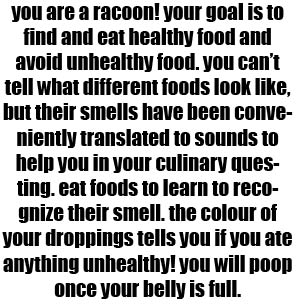 you are a racoon! your goal is to
find and eat healthy food and
avoid unhealthy food. you can't
tell what different foods look like,
but their smells have been conve-
niently translated to sounds to
help you in your culinary ques-
ting. eat foods to learn to reco-
gnize their smell. the colour of
your droppings tells you if you ate
anything unhealthy! you will poop
once your belly is full.